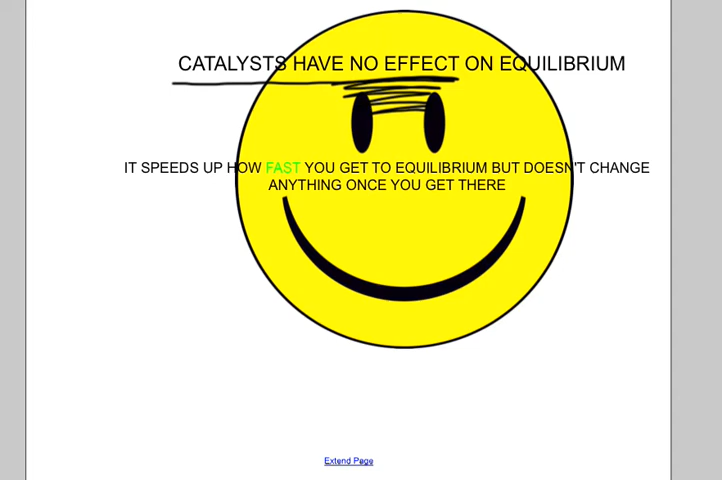 CATALYSTS HAVE NO EFFECT ON EQUILIBRIUM
IT SPEEDS UP HOW FAST YOU GET TO EQUILIBRIUM BUT DOESN'T CHANGE
ANYTHING ONCE YOU GET THERE
Extend Page